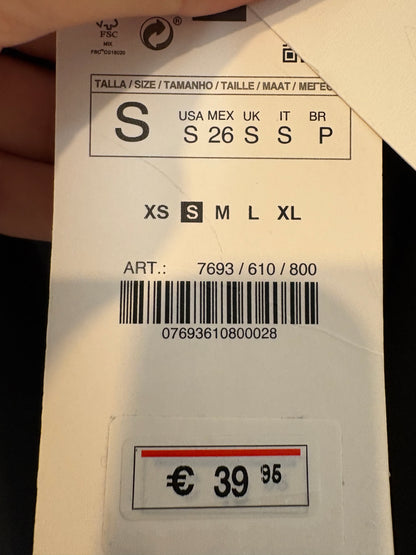 FSC
MIX
®
TALLA / SIZE / TAMANHO / TAILLE / MAAT /
S
USA MEX UK IT BR
S 26 S S P
XS S M L XL
ART.: 7693 / 610 / 800
07693610800028
€ 39 95